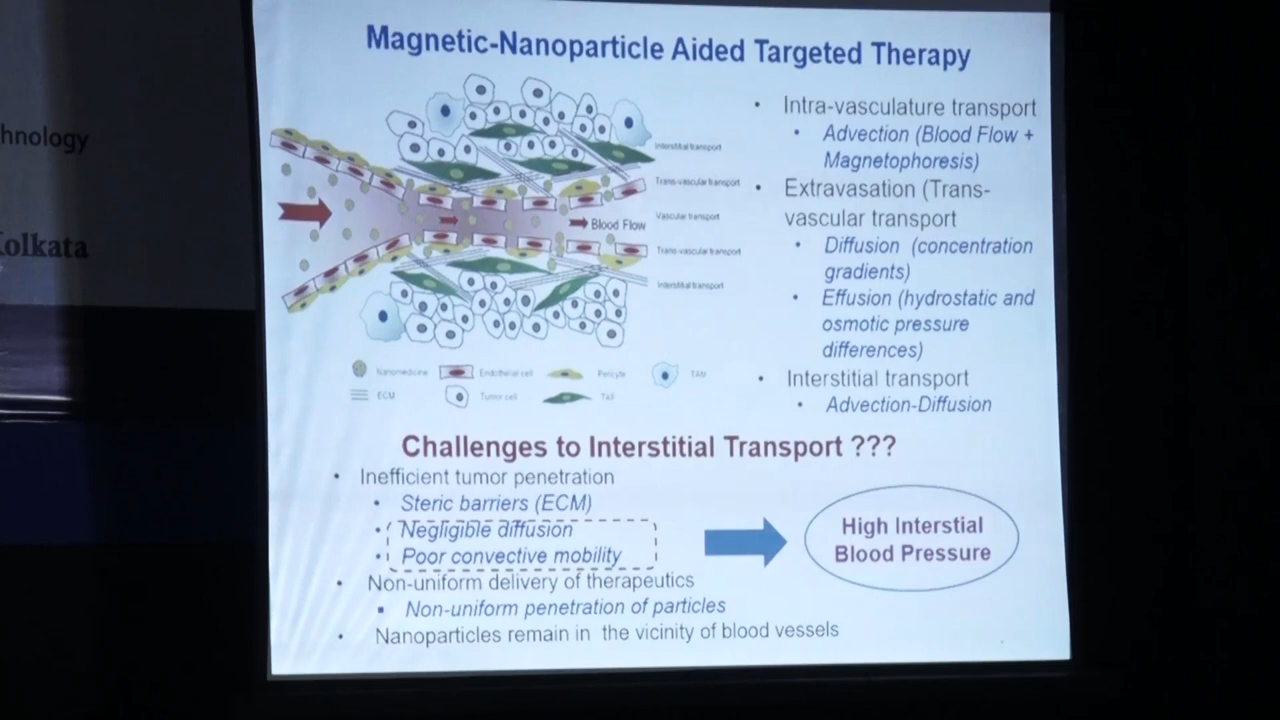 hnology
Kolkata
Magnetic-Nanoparticle Aided Targeted Therapy
Interstitial transport
Trans-vascular transport
Blood Flow
Vascular transport
Trans-vascular transport
Interstitial transport
Nanomedicine
Endothelial cell
Pericyte
TAM
ECM
Tumor cell
TAF
• Intra-vasculature transport
• Advection (Blood Flow +
Magnetophoresis)
• Extravasation (Trans-
vascular transport
• Diffusion (concentration
gradients)
• Effusion (hydrostatic and
osmotic pressure
differences)
• Interstitial transport
• Advection-Diffusion
Challenges to Interstitial Transport ???
• Inefficient tumor penetration
• Steric barriers (ECM)
• Negligible diffusion
• Poor convective mobility
• Non-uniform delivery of therapeutics
▪ Non-uniform penetration of particles
• Nanoparticles remain in the vicinity of blood vessels
High Interstial
Blood Pressure